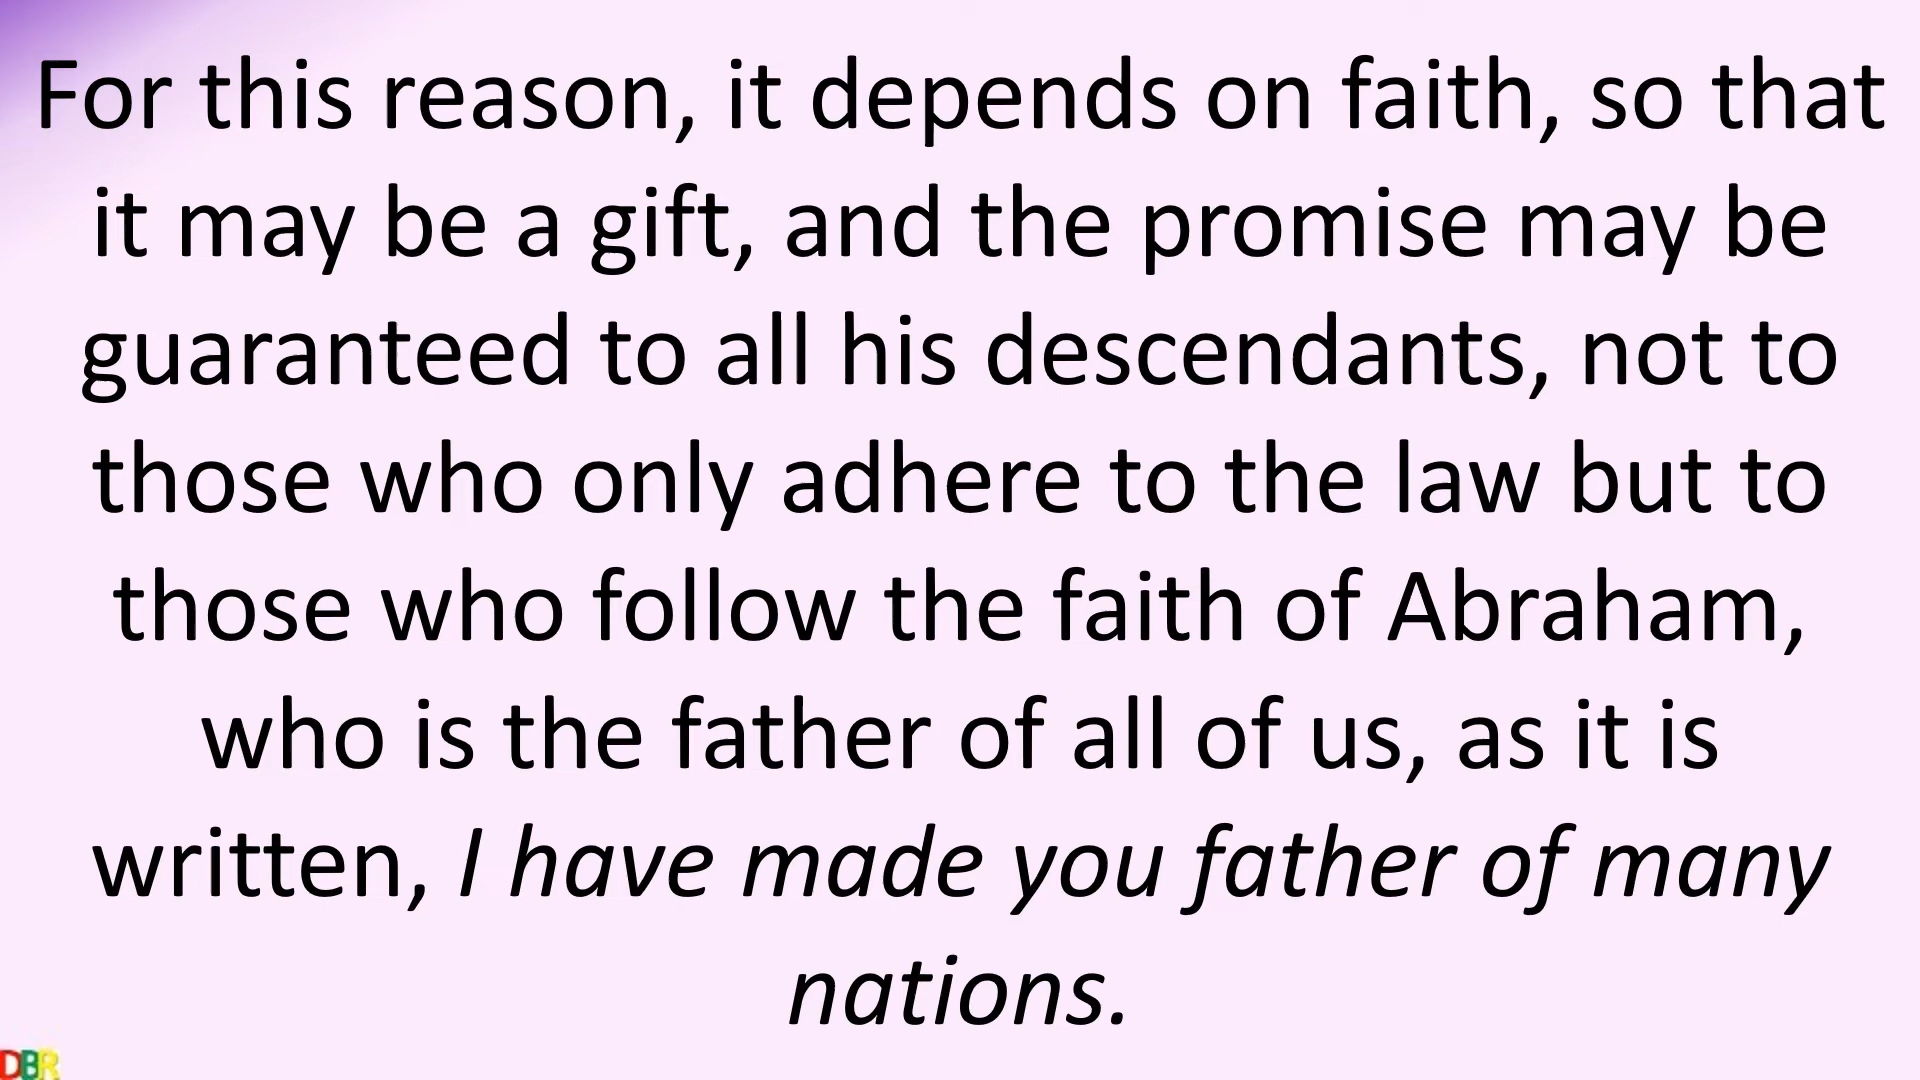 For this reason, it depends on faith, so that
it may be a gift, and the promise may be
guaranteed to all his descendants, not to
those who only adhere to the law but to
those who follow the faith of Abraham,
who is the father of all of us, as it is
written, I have made you father of many
nations.
DBR